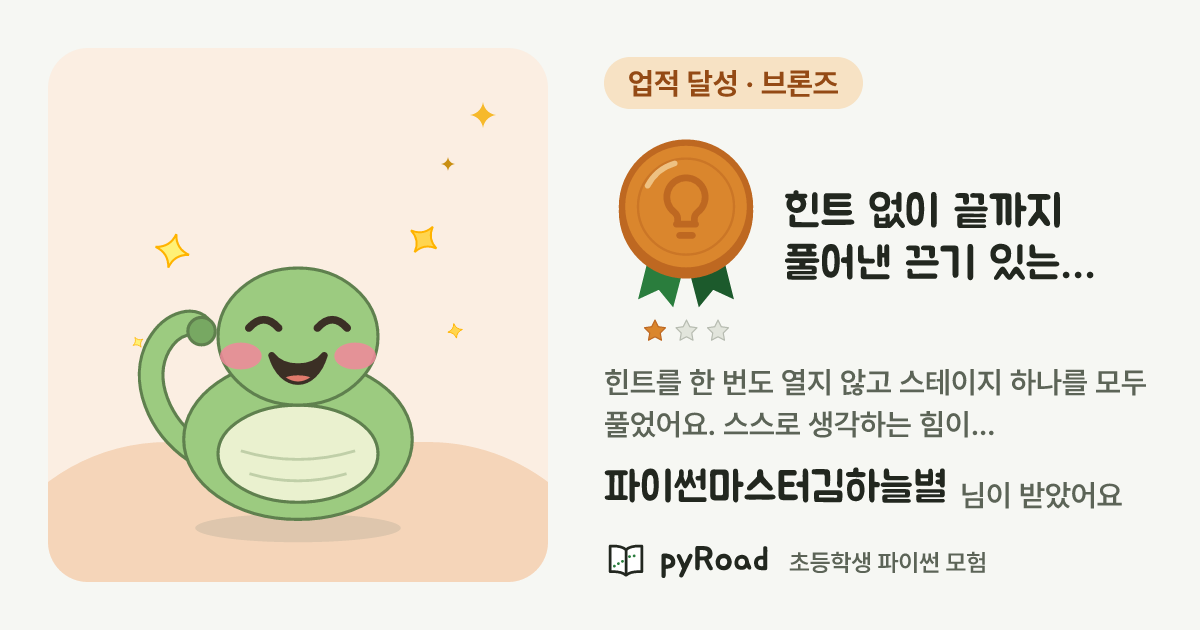 업적 달성 · 브론즈
힌트 없이 끝까지
풀어낸 끈기 있는...
힌트를 한 번도 열지 않고 스테이지 하나를 모두
풀었어요. 스스로 생각하는 힘이...
파이썬마스터김하늘별 님이 받았어요
pyRoad 초등학생 파이썬 모험